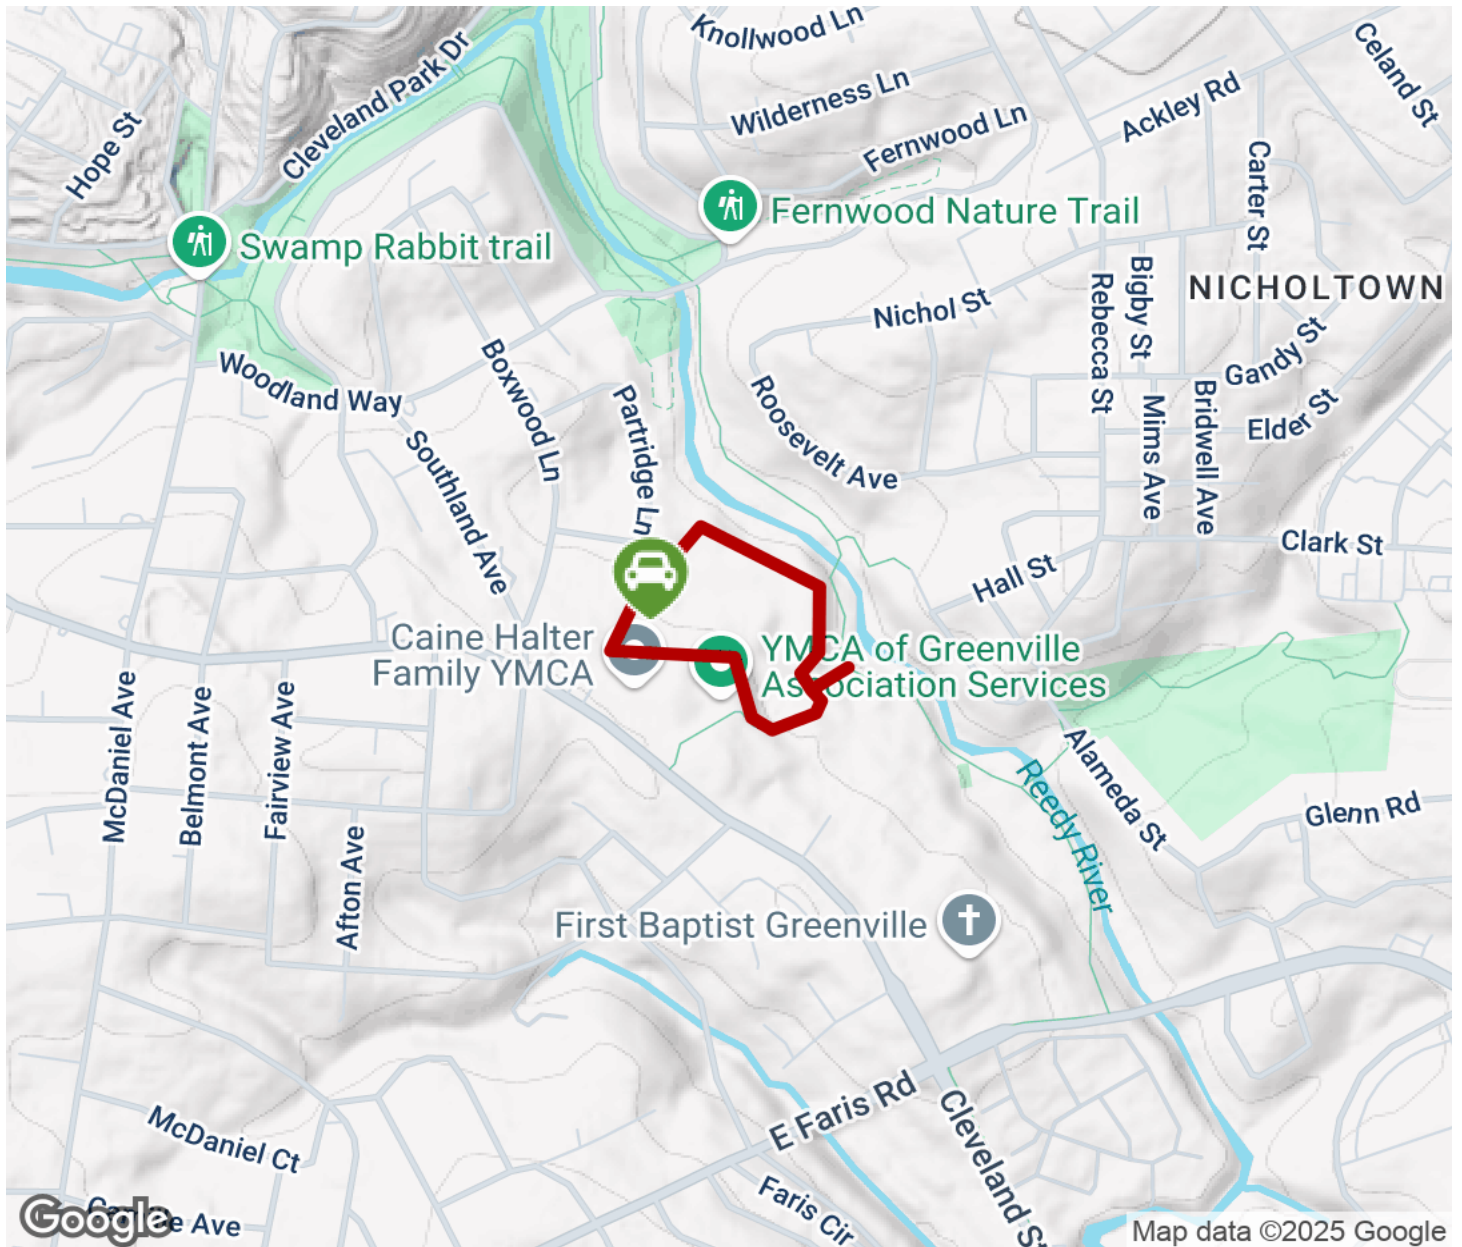 Knollwood Ln
Celand St
Cleveland Park Dr
Wilderness Ln
Ackley Rd
Hope St
Fernwood Ln
Carter St
Fernwood Nature Trail
Swamp Rabbit trail
NICHOLTOWN
Bigby St
Rebecca St
Nichol St
Gandy St
Woodland Way
Boxwood Ln
Partridge Ln
Roosevelt Ave
Mims Ave
Bridwell Ave
Elder St
Southland Ave
Clark St
Hall St
Caine Halter
Family YMCA
YMCA of Greenville
Association Services
McDaniel Ave
Belmont Ave
Fairview Ave
Afton Ave
Alameda St
Reedy River
Glenn Rd
First Baptist Greenville
E Faris Rd
Cleveland St
McDaniel Ct
Faris Cir
Google
Ave
Map data ©2025 Google